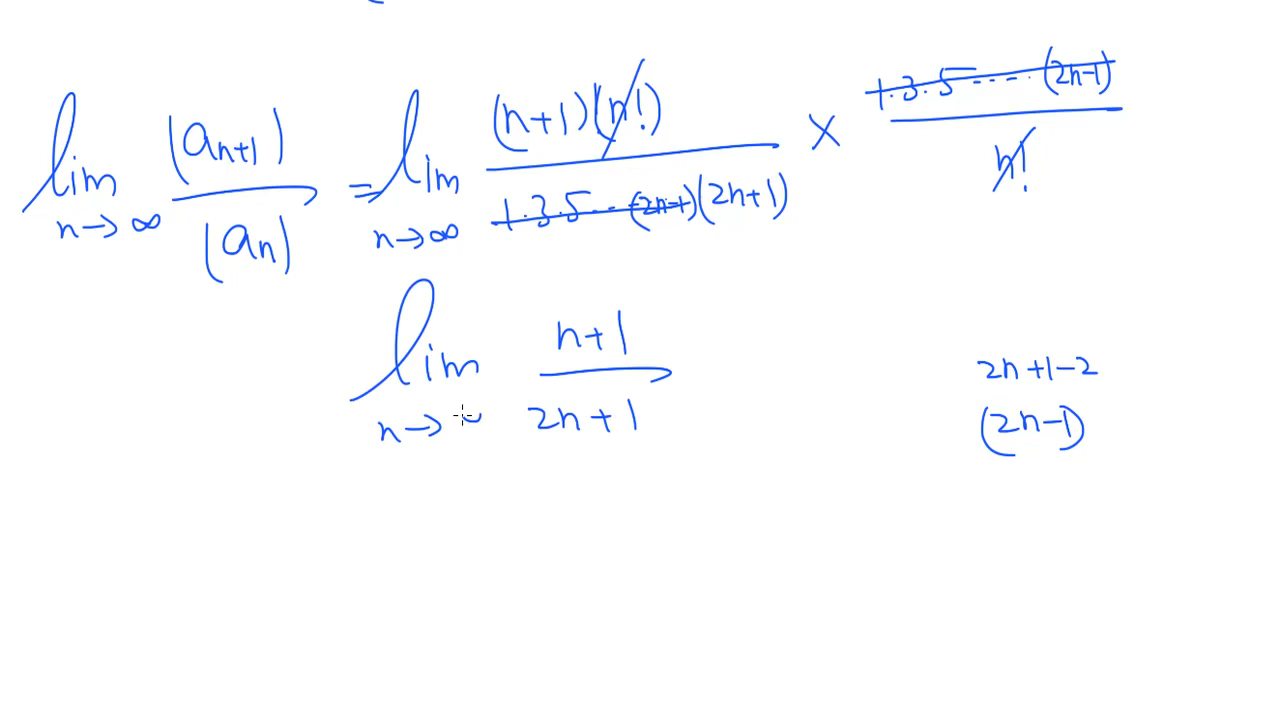 lim n→∞ (a_{n+1}) / (a_n) = lim n→∞ (n+1)(n!) / 1·3·5···(2n-1)(2n+1) × 1·3·5····(2n-1) / n!
lim n→ n+1 / 2n+1
2n+1-2
(2n-1)